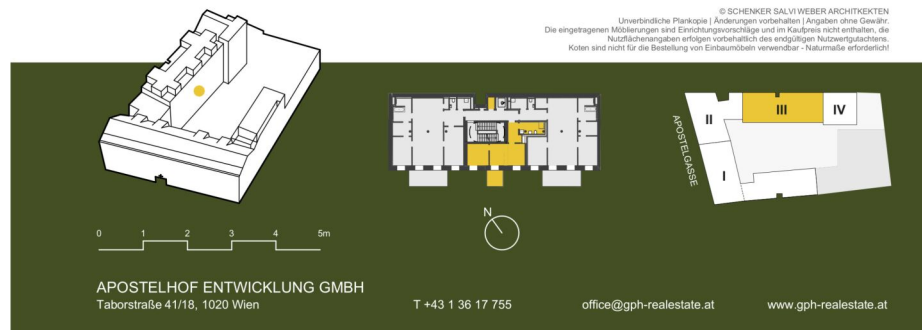 © SCHENKER SALVI WEBER ARCHITKEKTEN
Unverbindliche Plankopie | Änderungen vorbehalten | Angaben ohne Gewähr.
Die eingetragenen Möblierungen sind Einrichtungsvorschläge und im Kaufpreis nicht enthalten, die
Nutzflächenangaben erfolgen vorbehaltlich des endgültigen Nutzwertgutachtens.
Koten sind nicht für die Bestellung von Einbaumöbeln verwendbar - Naturmaße erforderlich!
II
III
IV
APOSTELGASSE
I
N
0 1 2 3 4 5m
APOSTELHOF ENTWICKLUNG GMBH
Taborstraße 41/18, 1020 Wien T +43 1 36 17 755 office@gph-realestate.at www.gph-realestate.at